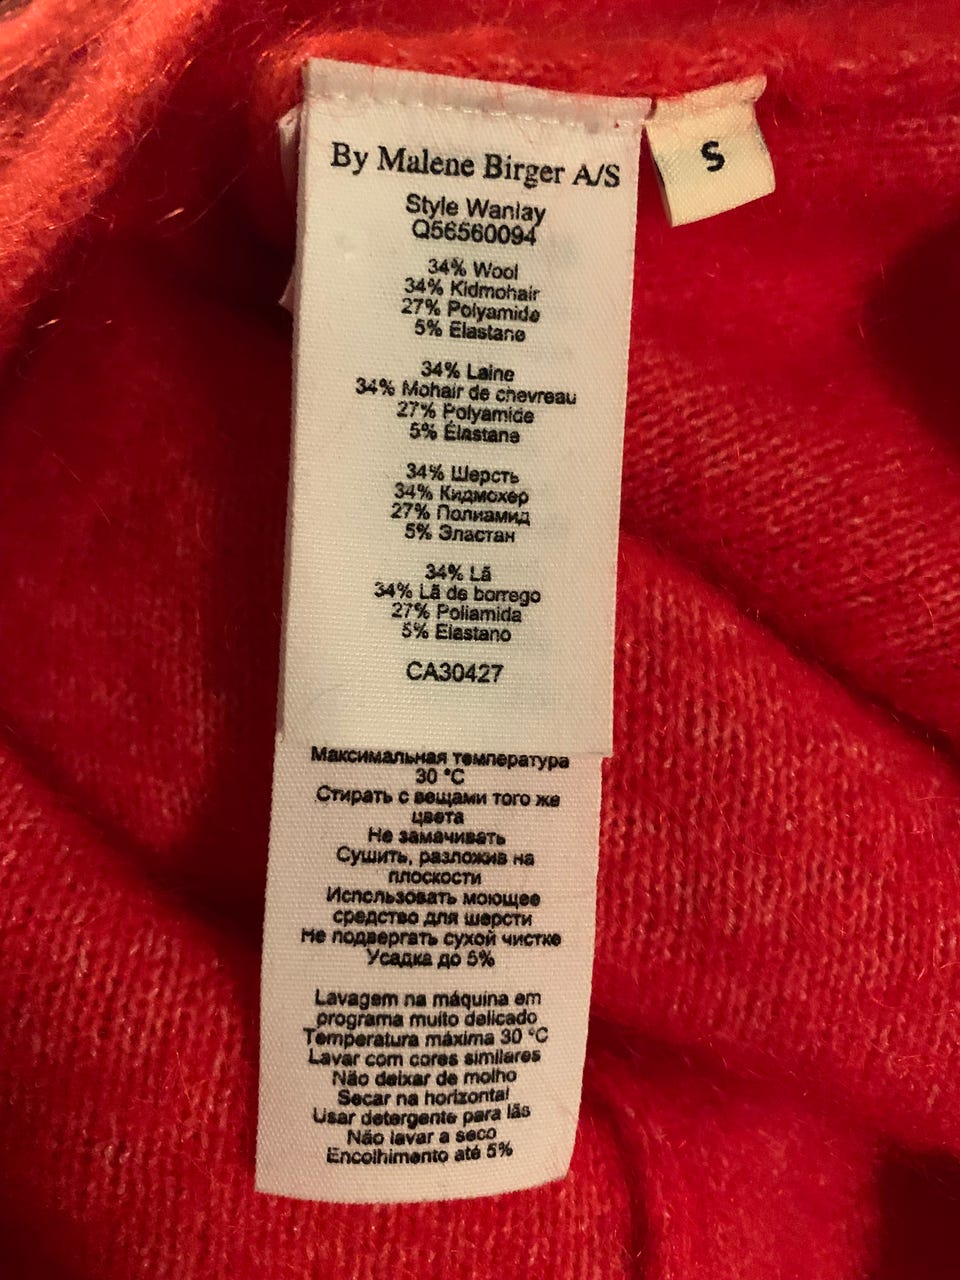 By Malene Birger A/S
S
Style Wanlay
Q56560094
34% Wool
34% Kidmohair
27% Polyamide
5% Elastane
34% Laine
34% Mohair de chevreau
27% Polyamide
5% Élastane
34% Шерсть
34% Кидмохер
27% Полиамид
5% Эластан
34% Lã
34% Lã de borrego
27% Poliamida
5% Elastano
CA30427
Максимальная температура
30 °C
Стирать с вещами того же
цвета
Не замачивать
Сушить, разложив на
плоскости
Использовать моющее
средство для шерсти
Не подвергать сухой чистке
Усадка до 5%
Lavagem na máquina em
programa muito delicado
Temperatura máxima 30 °C
Lavar com cores similares
Não deixar de molho
Secar na horizontal
Usar detergente para lãs
Não lavar a seco
Encolhimento até 5%